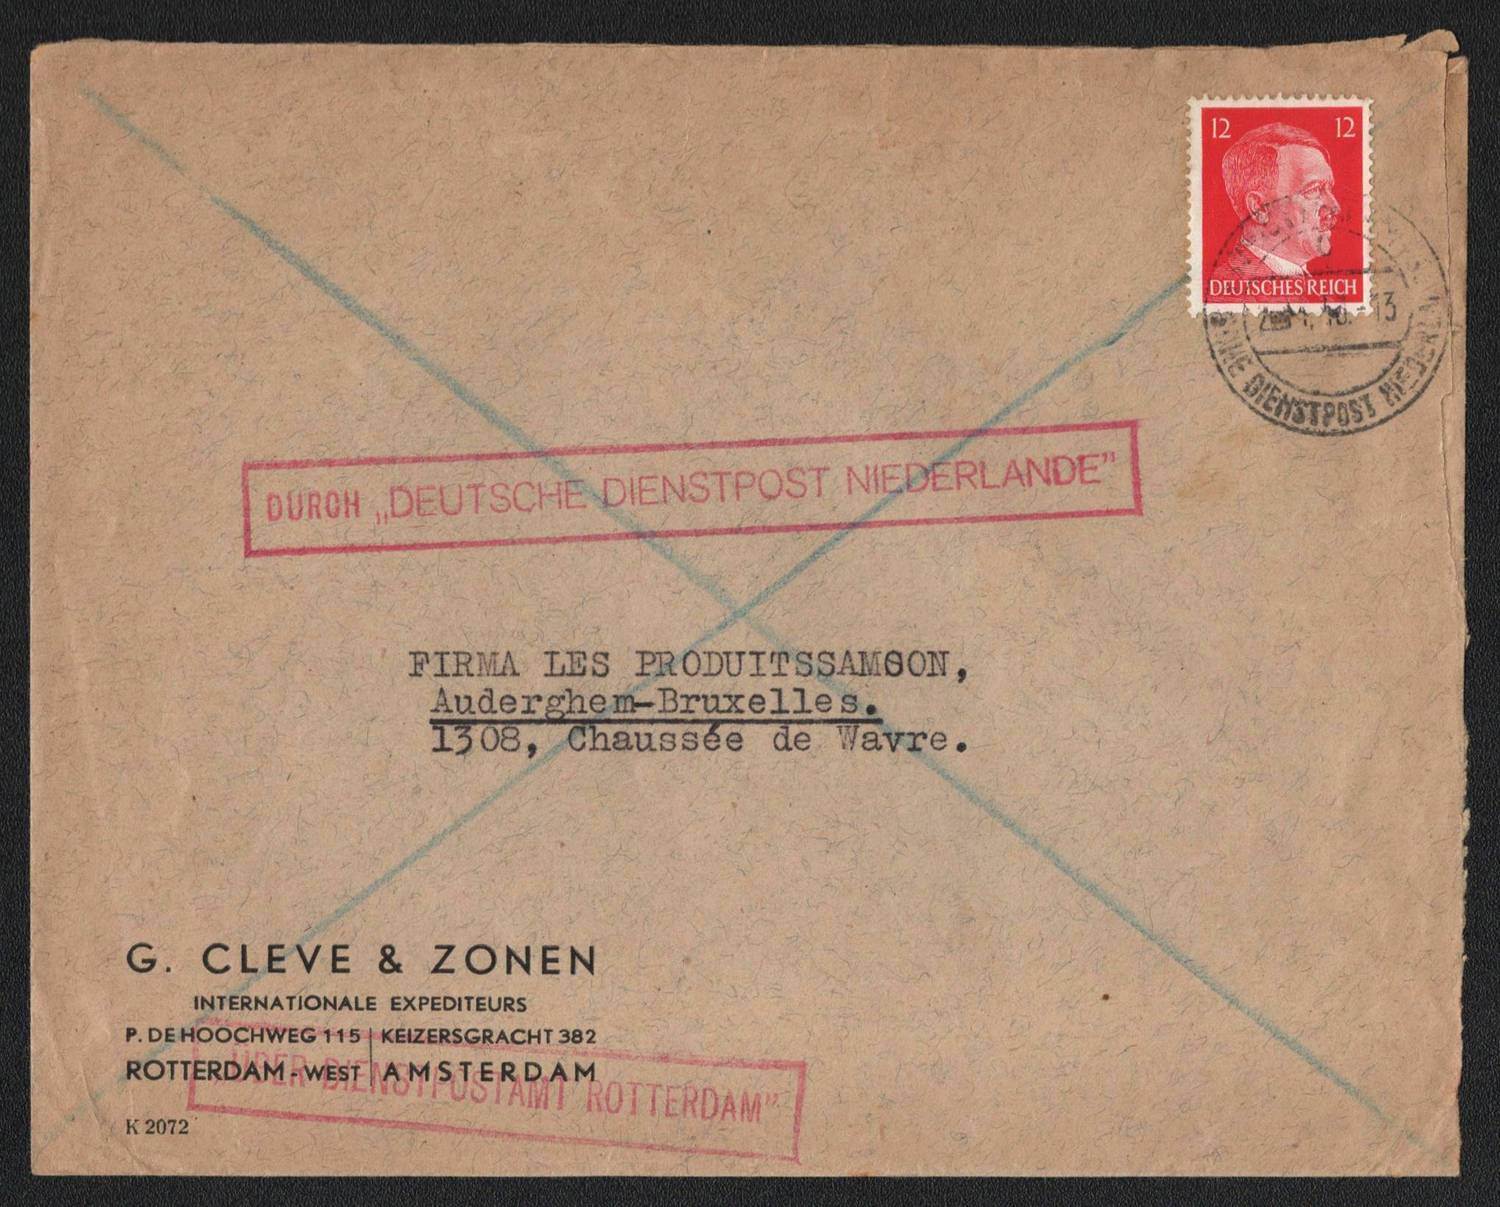 12 12
DEUTSCHES REICH
DIENSTPOST
DURCH „DEUTSCHE DIENSTPOST NIEDERLANDE”
FIRMA LES PRODUITSSAMSON,
Auderghem-Bruxelles.
1308, Chaussée de Wavre.
G. CLEVE & ZONEN
INTERNATIONALE EXPEDITEURS
P. DE HOOCHWEG 115 | KEIZERSGRACHT 382
ROTTERDAM-WEST | AMSTERDAM
ÜBER DIENSTPOSTAMT ROTTERDAM”
K 2072